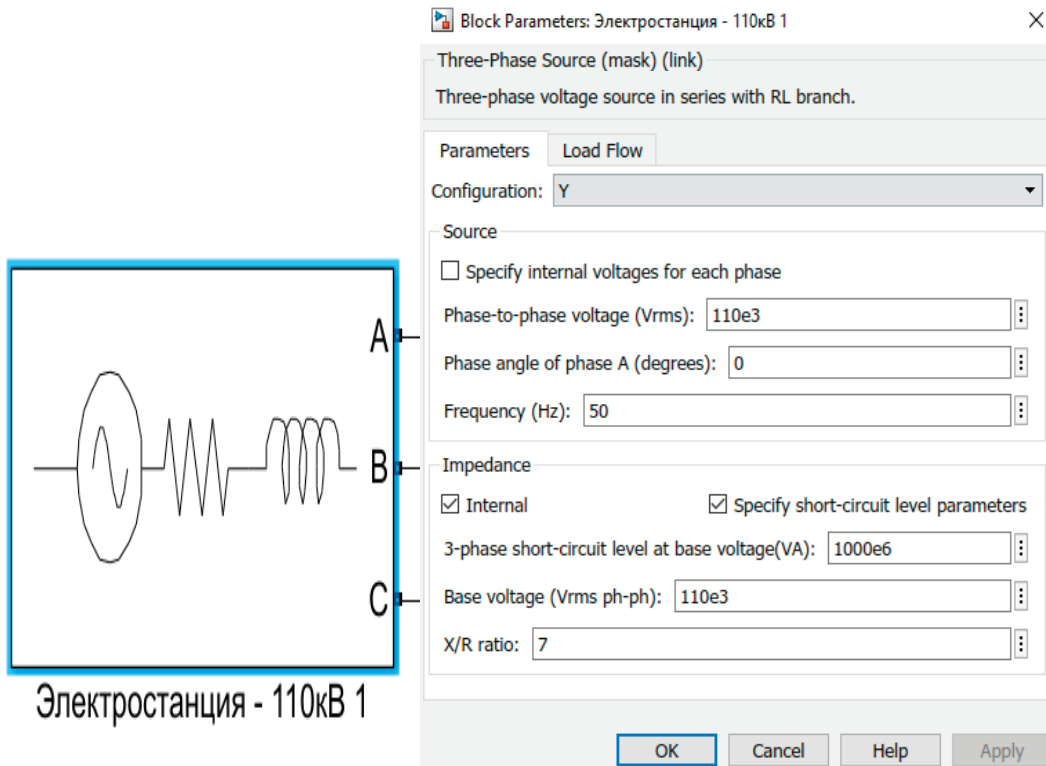 Block Parameters: Электростанция - 110кВ 1
Three-Phase Source (mask) (link)
Three-phase voltage source in series with RL branch.
Parameters Load Flow
Configuration: Y
Source
Specify internal voltages for each phase
Phase-to-phase voltage (Vrms): 110e3
Phase angle of phase A (degrees): 0
Frequency (Hz): 50
Impedance
Internal Specify short-circuit level parameters
3-phase short-circuit level at base voltage(VA): 1000e6
Base voltage (Vrms ph-ph): 110e3
X/R ratio: 7
OK Cancel Help Apply
A
B
C
Электростанция - 110кВ 1